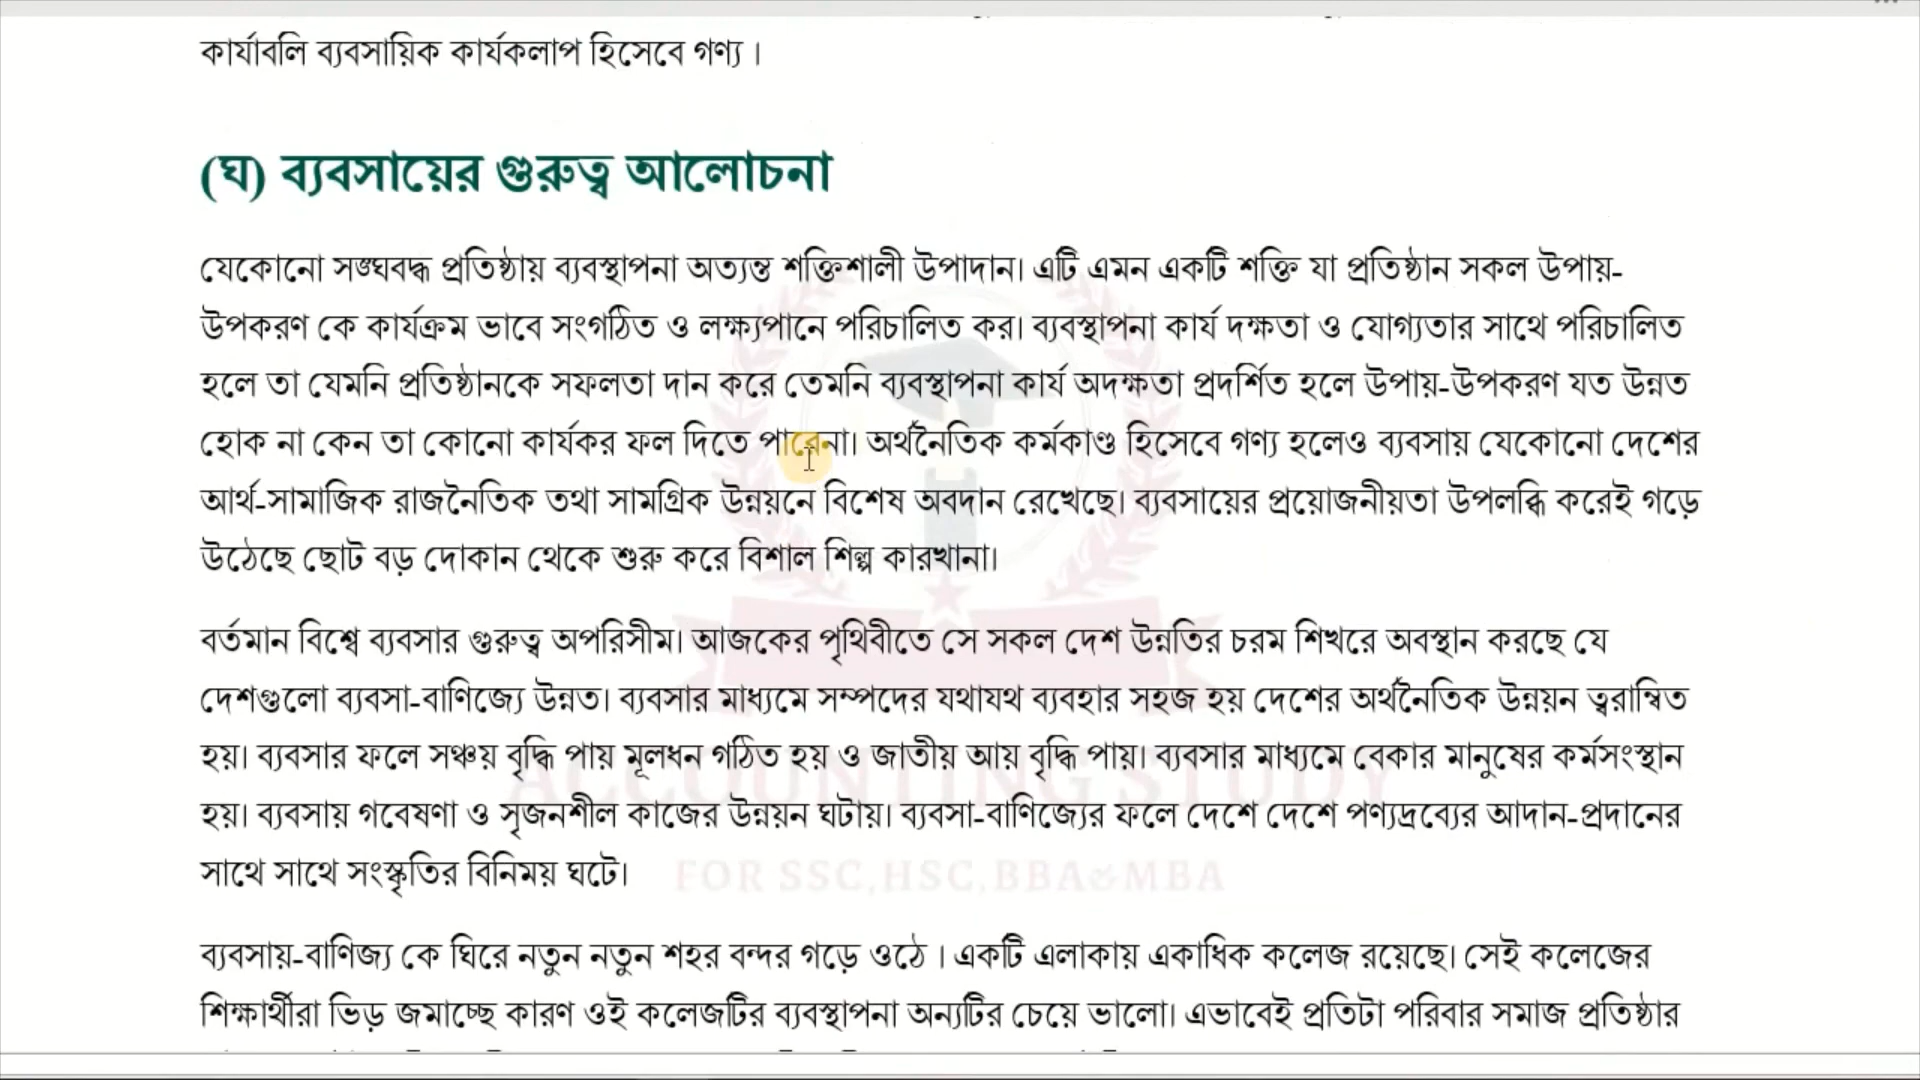 কার্যাবলি ব্যবসায়িক কার্যকলাপ হিসেবে গণ্য ।
(ঘ) ব্যবসায়ের গুরুত্ব আলোচনা
যেকোনো সঙ্ঘবদ্ধ প্রতিষ্ঠায় ব্যবস্থাপনা অত্যন্ত শক্তিশালী উপাদান। এটি এমন একটি শক্তি যা প্রতিষ্ঠান সকল উপায়-
উপকরণ কে কার্যক্রম ভাবে সংগঠিত ও লক্ষ্যপানে পরিচালিত কর। ব্যবস্থাপনা কার্য দক্ষতা ও যোগ্যতার সাথে পরিচালিত
হলে তা যেমনি প্রতিষ্ঠানকে সফলতা দান করে তেমনি ব্যবস্থাপনা কার্য অদক্ষতা প্রদর্শিত হলে উপায়-উপকরণ যত উন্নত
হোক না কেন তা কোনো কার্যকর ফল দিতে পারেনা। অর্থনৈতিক কর্মকাণ্ড হিসেবে গণ্য হলেও ব্যবসায় যেকোনো দেশের
আর্থ-সামাজিক রাজনৈতিক তথা সামগ্রিক উন্নয়নে বিশেষ অবদান রেখেছে। ব্যবসায়ের প্রয়োজনীয়তা উপলব্ধি করেই গড়ে
উঠেছে ছোট বড় দোকান থেকে শুরু করে বিশাল শিল্প কারখানা।
বর্তমান বিশ্বে ব্যবসার গুরুত্ব অপরিসীম। আজকের পৃথিবীতে সে সকল দেশ উন্নতির চরম শিখরে অবস্থান করছে যে
দেশগুলো ব্যবসা-বাণিজ্যে উন্নত। ব্যবসার মাধ্যমে সম্পদের যথাযথ ব্যবহার সহজ হয় দেশের অর্থনৈতিক উন্নয়ন ত্বরান্বিত
হয়। ব্যবসার ফলে সঞ্চয় বৃদ্ধি পায় মূলধন গঠিত হয় ও জাতীয় আয় বৃদ্ধি পায়। ব্যবসার মাধ্যমে বেকার মানুষের কর্মসংস্থান
ACCOUNTING STUDY
হয়। ব্যবসায় গবেষণা ও সৃজনশীল কাজের উন্নয়ন ঘটায়। ব্যবসা-বাণিজ্যের ফলে দেশে দেশে পণ্যদ্রব্যের আদান-প্রদানের
সাথে সাথে সংস্কৃতির বিনিময় ঘটে।
FOR SSC,HSC,BBA&MBA
ব্যবসায়-বাণিজ্য কে ঘিরে নতুন নতুন শহর বন্দর গড়ে ওঠে । একটি এলাকায় একাধিক কলেজ রয়েছে। সেই কলেজের
শিক্ষার্থীরা ভিড় জমাচ্ছে কারণ ওই কলেজটির ব্যবস্থাপনা অন্যটির চেয়ে ভালো। এভাবেই প্রতিটা পরিবার সমাজ প্রতিষ্ঠার